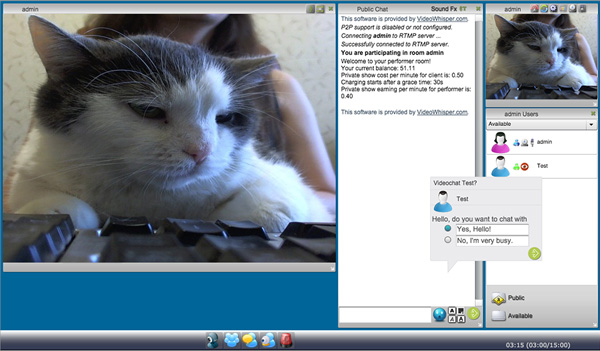 admin
Public Chat
Sound Fx
This software is provided by VideoWhisper.com.
P2P support is disabled or not configured.
Connecting admin to RTMP server ...
Successfully connected to RTMP server.
You are participating in room admin
Welcome to your performer room!
Your current balance: 51.11
Private show cost per minute for client is: 0.50
Charging starts after a grace time: 30s
Private show earning per minute for performer is:
0.40
This software is provided by VideoWhisper.com.
admin
admin Users
Available
admin
Test
Videochat Test?
Test
Hello, do you want to chat with
Yes, Hello!
No, I'm very busy.
Public
Available
03:15 (03:00/15:00)